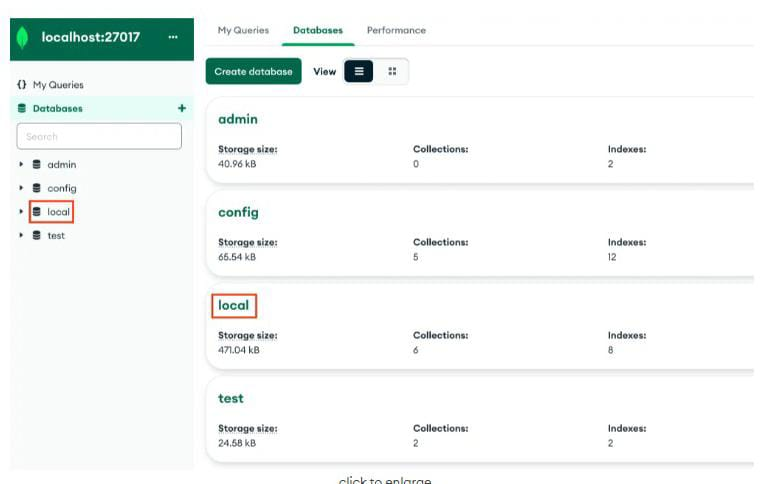 localhost:27017 ...
My Queries
Databases +
Search
admin
config
local
test
My Queries Databases Performance
Create database View
admin
Storage size: Collections: Indexes:
40.96 kB 0 2
config
Storage size: Collections: Indexes:
65.54 kB 5 12
local
Storage size: Collections: Indexes:
471.04 kB 6 8
test
Storage size: Collections: Indexes:
24.58 kB 2 2
click to enlarge